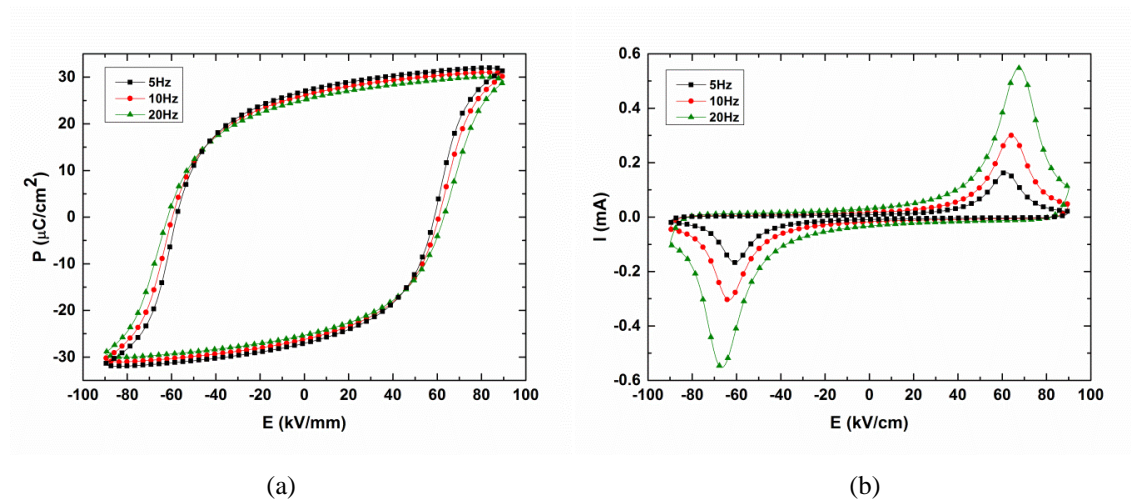 30
20
10
0
-10
-20
-30
P (μC/cm²)
5Hz
10Hz
20Hz
-100 -80 -60 -40 -20 0 20 40 60 80 100
E (kV/mm)
(a)
0.6
0.4
0.2
0.0
-0.2
-0.4
-0.6
I (mA)
5Hz
10Hz
20Hz
-100 -80 -60 -40 -20 0 20 40 60 80 100
E (kV/cm)
(b)